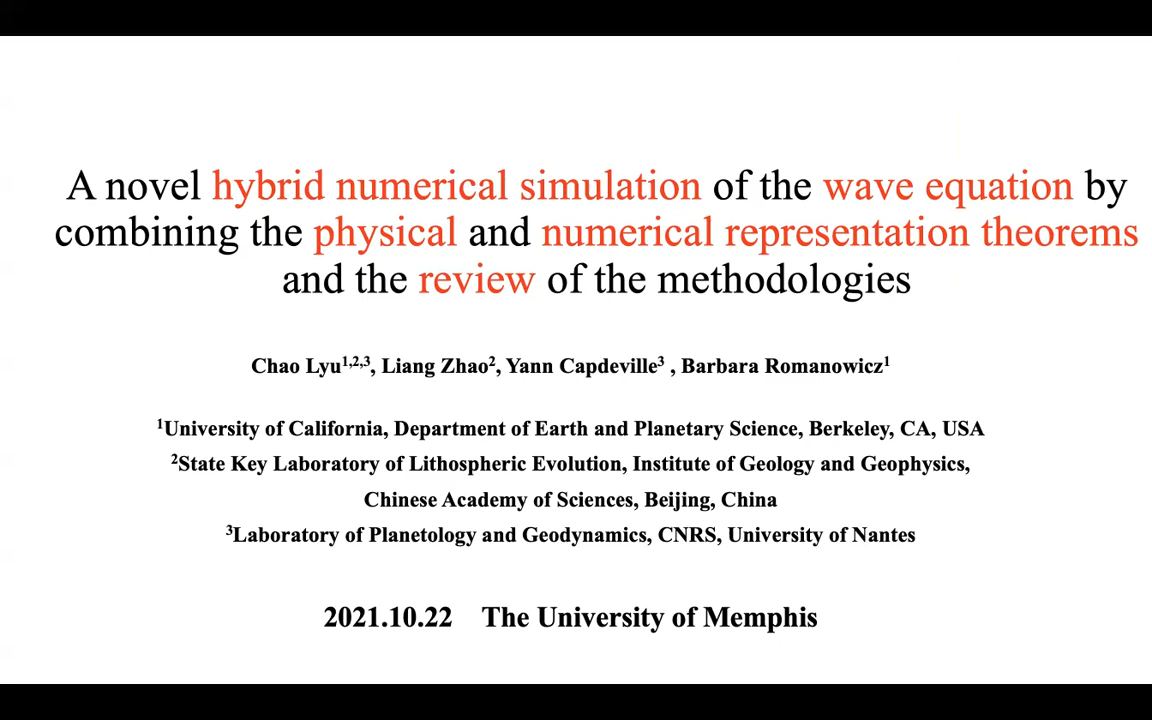 A novel hybrid numerical simulation of the wave equation by
combining the physical and numerical representation theorems
and the review of the methodologies
Chao Lyu1,2,3, Liang Zhao2, Yann Capdeville3 , Barbara Romanowicz1
1University of California, Department of Earth and Planetary Science, Berkeley, CA, USA
2State Key Laboratory of Lithospheric Evolution, Institute of Geology and Geophysics,
Chinese Academy of Sciences, Beijing, China
3Laboratory of Planetology and Geodynamics, CNRS, University of Nantes
2021.10.22 The University of Memphis